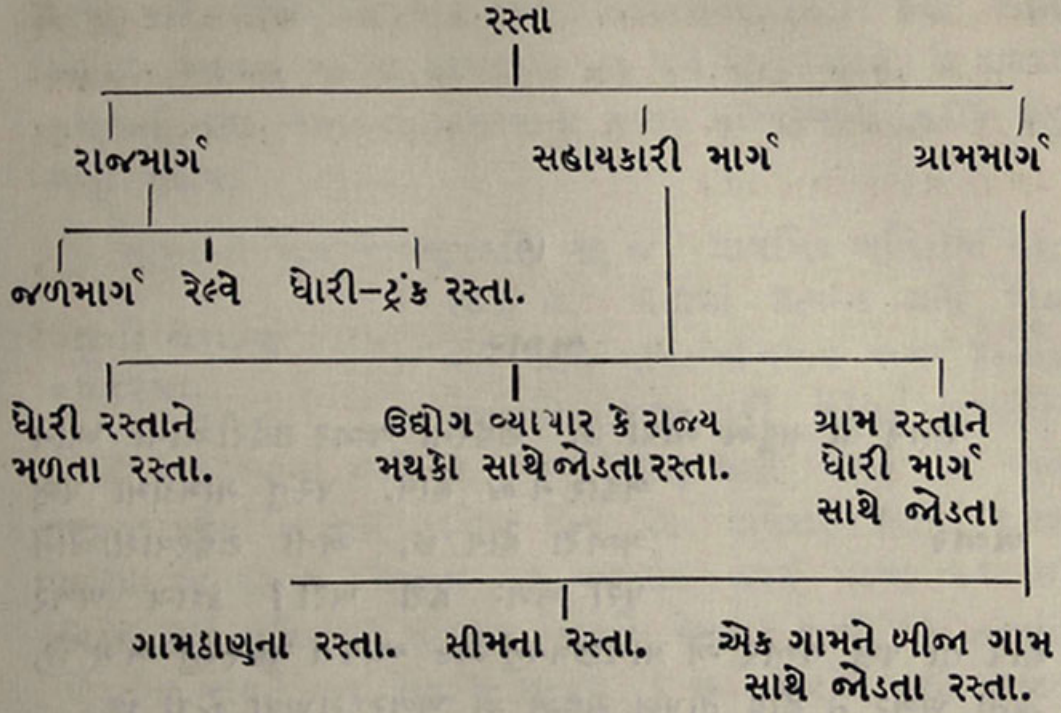 રસ્તા
રાજમાર્ગ સહાયકારી માર્ગ ગ્રામમાર્ગ
જળમાર્ગ રેલ્વે ધોરી-ટ્રંક રસ્તા.
ધોરી રસ્તાને ઉદ્યોગ વ્યાપાર કે રાજ્ય ગ્રામ રસ્તાને
મળતા રસ્તા. મથકો સાથે જોડતા રસ્તા. ધોરી માર્ગ
સાથે જોડતા
ગામઠાણના રસ્તા. સીમના રસ્તા. એક ગામને બીજા ગામ
સાથે જોડતા રસ્તા.